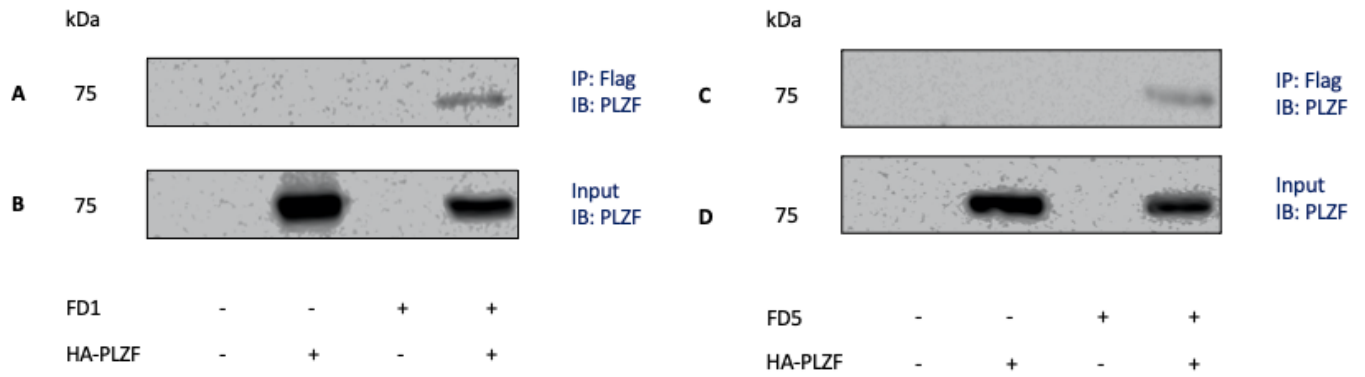 kDa
A 75 IP: Flag
IB: PLZF
B 75 Input
IB: PLZF
FD1 - - + +
HA-PLZF - + - +
kDa
C 75 IP: Flag
IB: PLZF
D 75 Input
IB: PLZF
FD5 - - + +
HA-PLZF - + - +